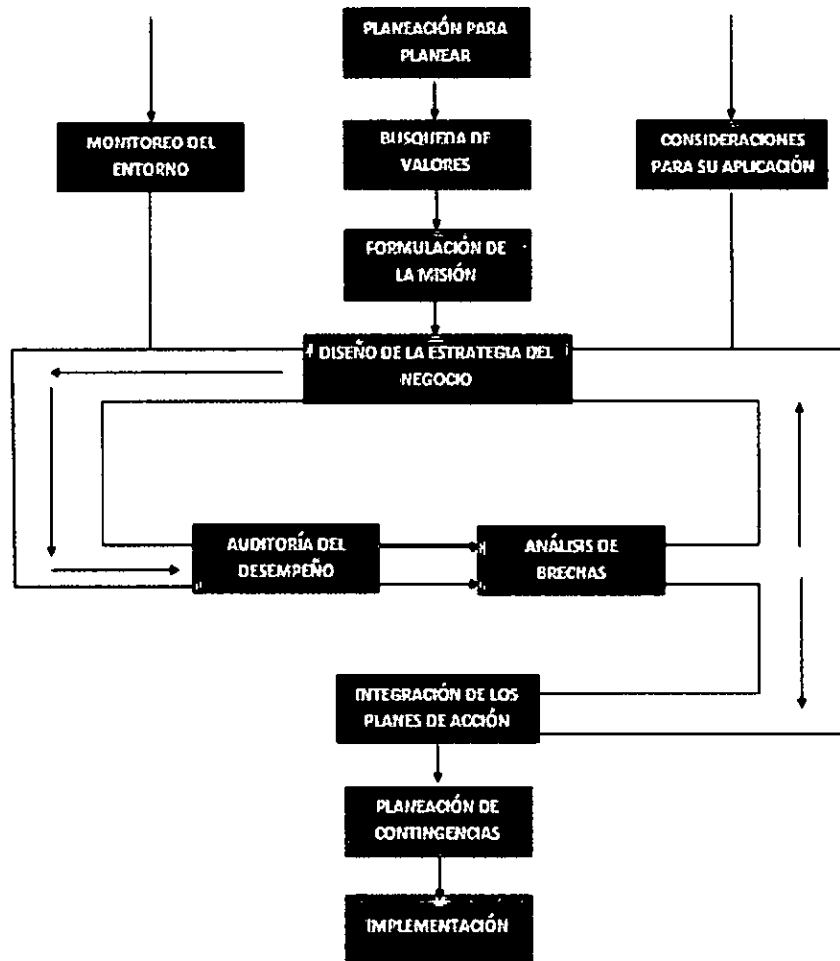 PLANEACIÓN PARA
PLANEAR
MONITOREO DEL
ENTORNO
BUSQUEDA DE
VALORES
CONSIDERACIONES
PARA SU APLICACIÓN
FORMULACIÓN DE
LA MISIÓN
DISEÑO DE LA ESTRATEGIA DEL
NEGOCIO
AUDITORÍA DEL
DESEMPEÑO
ANÁLISIS DE
BRECHAS
INTEGRACIÓN DE LOS
PLANES DE ACCIÓN
PLANEACIÓN DE
CONTINGENCIAS
IMPLEMENTACIÓN